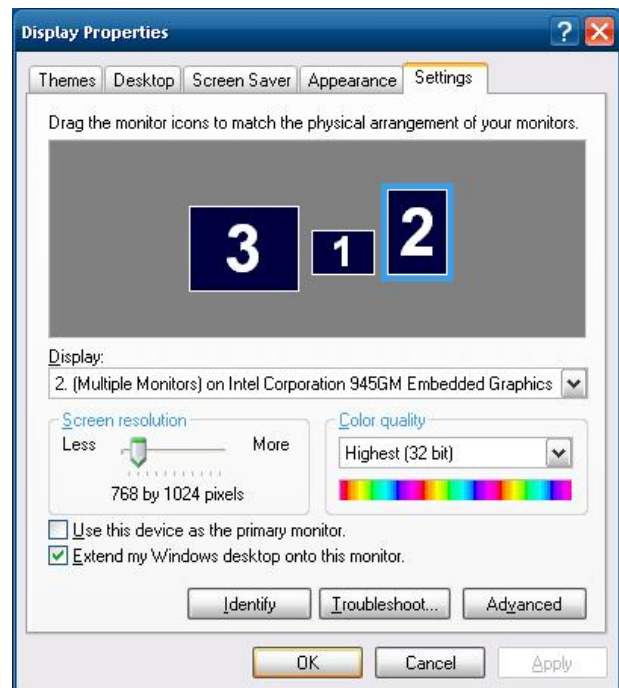 Display Properties
?
Themes Desktop Screen Saver Appearance Settings
Drag the monitor icons to match the physical arrangement of your monitors.
3 1 2
Display:
2. (Multiple Monitors) on Intel Corporation 945GM Embedded Graphics
Screen resolution Color quality
Less More Highest (32 bit)
768 by 1024 pixels
Use this device as the primary monitor.
Extend my Windows desktop onto this monitor.
Identify Troubleshoot... Advanced
OK Cancel Apply